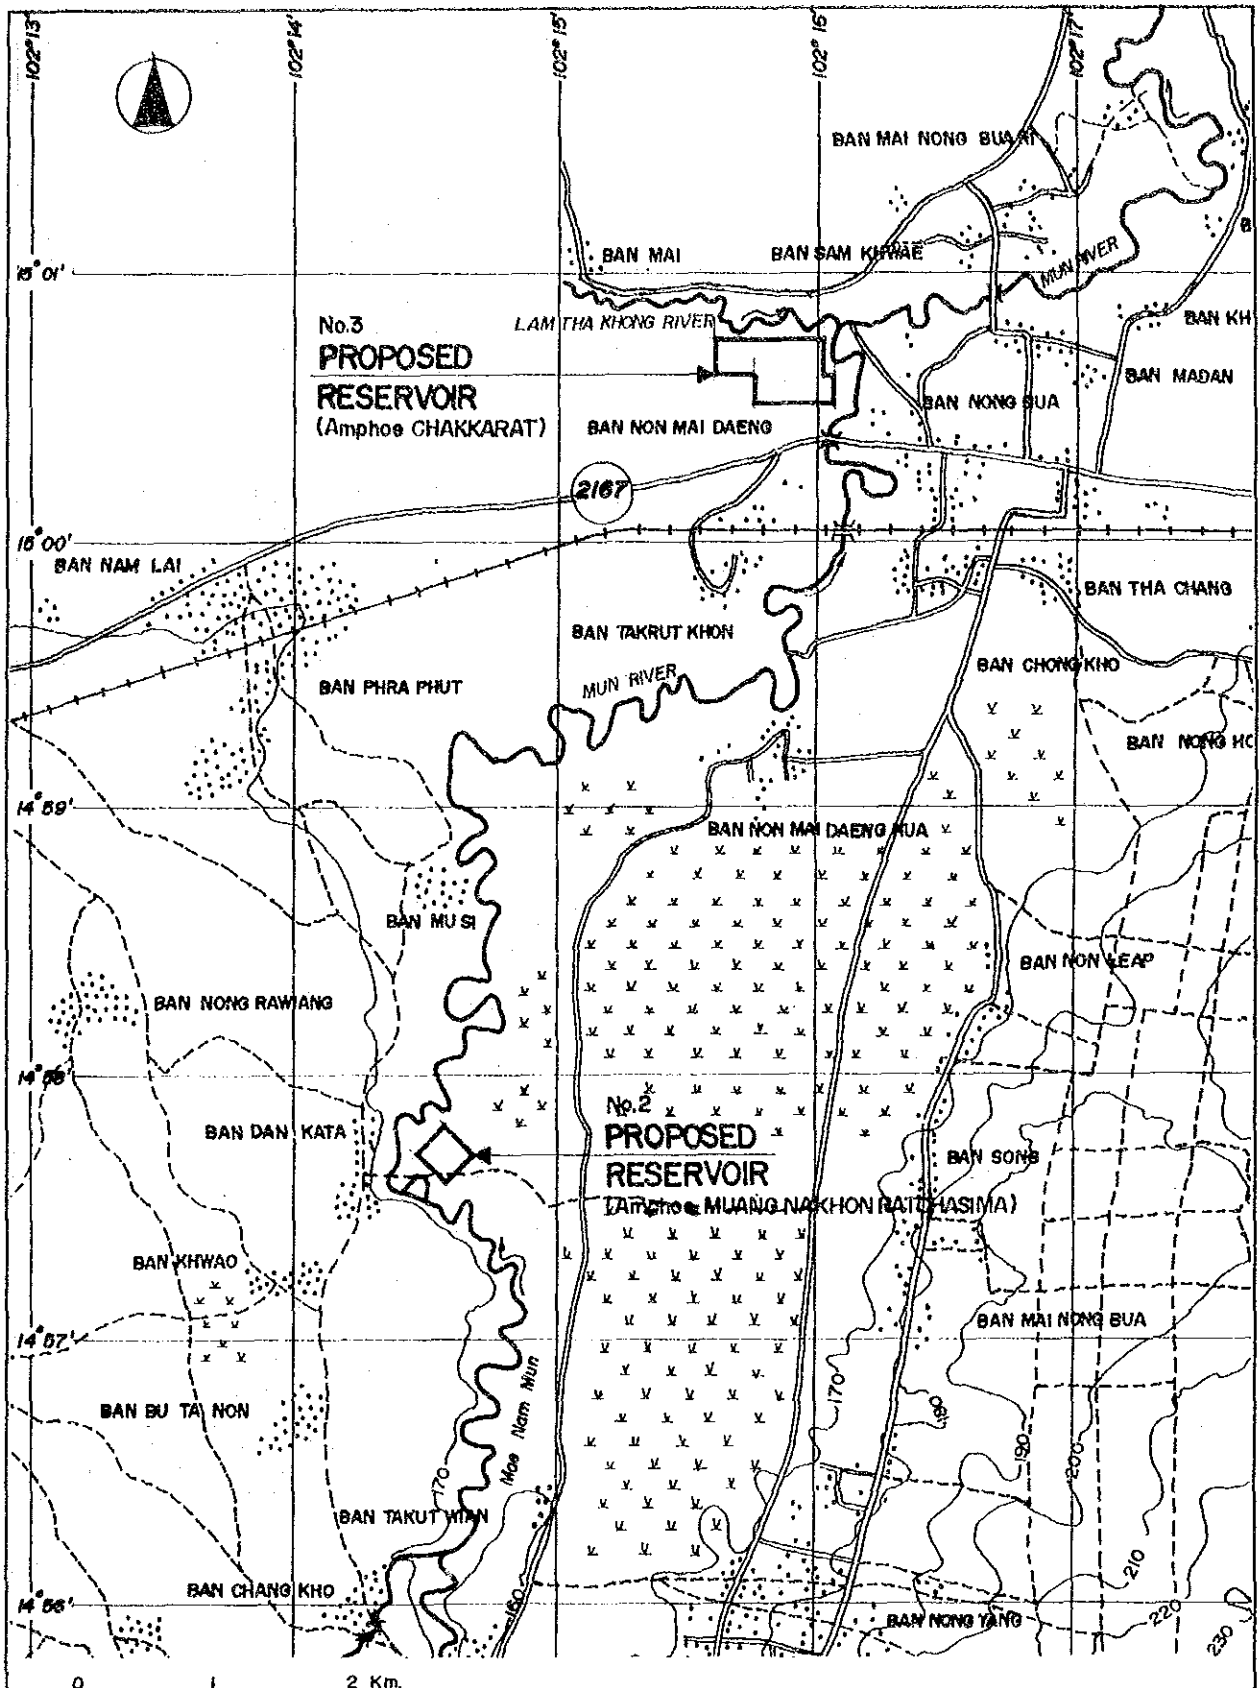 102°13'
102°14'
102°15'
102°16'
102°17'
BAN MAI NONG BUA
BAN MAI
BAN SAM KHWAE
MUN RIVER
15°01'
No.3
LAM THA KHONG RIVER
BAN KH
PROPOSED
RESERVOIR
(Amphoe CHAKKARAT)
BAN MADAN
BAN NONG BUA
BAN NON MAI DAENG
2167
15°00'
BAN NAM LAI
BAN THA CHANG
BAN TAKRUT KHON
BAN CHONG KHO
BAN PHRA PHUT
MUN RIVER
BAN NONG HO
14°59'
BAN NON MAI DAENG NUA
BAN MU SI
BAN NON LEAP
BAN NONG RAWIANG
14°58'
No.2
PROPOSED
RESERVOIR
(Amphoe MUANG NAKHON RATCHASIMA)
BAN DAN KATA
BAN SONG
BAN KHWAO
14°57'
BAN MAI NONG BUA
Mae Nam Mun
BAN BU TA NON
170
180
190
200
170
BAN TAKUT WIAN
210
BAN CHANG KHO
14°56'
160
BAN NONG YANG
220
230
0 1 2 Km.